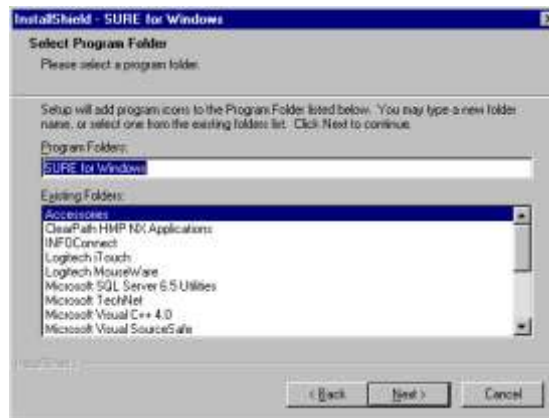 InstallShield - SURE for Windows
Select Program Folder
Please select a program folder.
Setup will add program icons to the Program Folder listed below. You may type a new folder
name, or select one from the existing folders list. Click Next to continue.
Program Folders:
SURE for Windows
Existing Folders:
Accessories
ClearPath HMP NX Applications
INFOConnect
Logitech iTouch
Logitech MouseWare
Microsoft SQL Server 6.5 Utilities
Microsoft TechNet
Microsoft Visual C++ 4.0
Microsoft Visual SourceSafe
InstallShield
< Back
Next >
Cancel